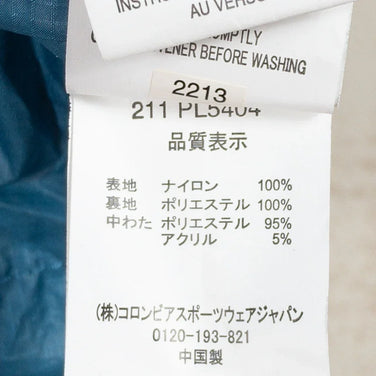 AU VERSO
OMPTLY
ENER BEFORE WASHING
2213
211 PL5404
品質表示
表地 ナイロン 100%
裏地 ポリエステル 100%
中わた ポリエステル 95%
アクリル 5%
(株)コロンビアスポーツウェアジャパン
0120-193-821
中国製